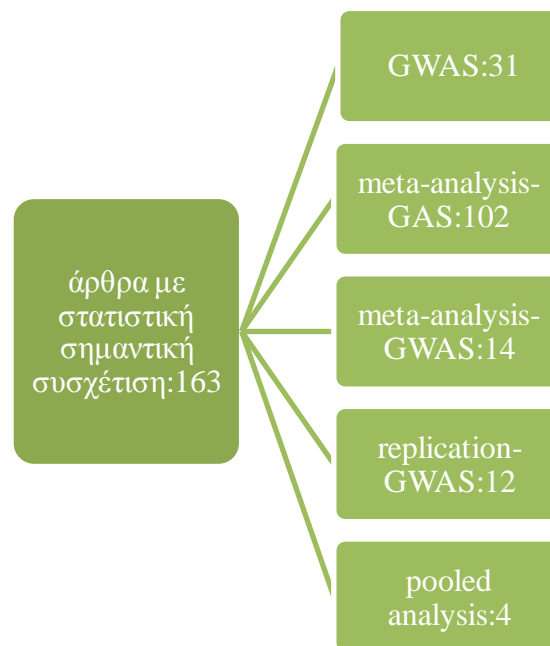 άρθρα με
στατιστική
σημαντική
συσχέτιση:163
GWAS:31
meta-analysis-
GAS:102
meta-analysis-
GWAS:14
replication-
GWAS:12
pooled
analysis:4